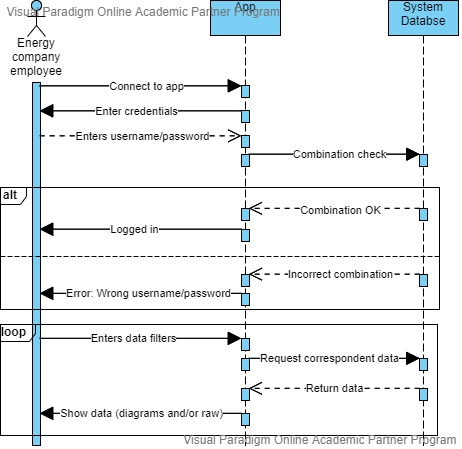 Visual Paradigm Online Academic Partner Program
App
System
Databse
Energy
company
employee
Connect to app
Enter credentials
Enters username/password
Combination check
alt
Combination OK
Logged in
Incorrect combination
Error: Wrong username/password
loop
Enters data filters
Request correspondent data
Return data
Show data (diagrams and/or raw)
Visual Paradigm Online Academic Partner Program